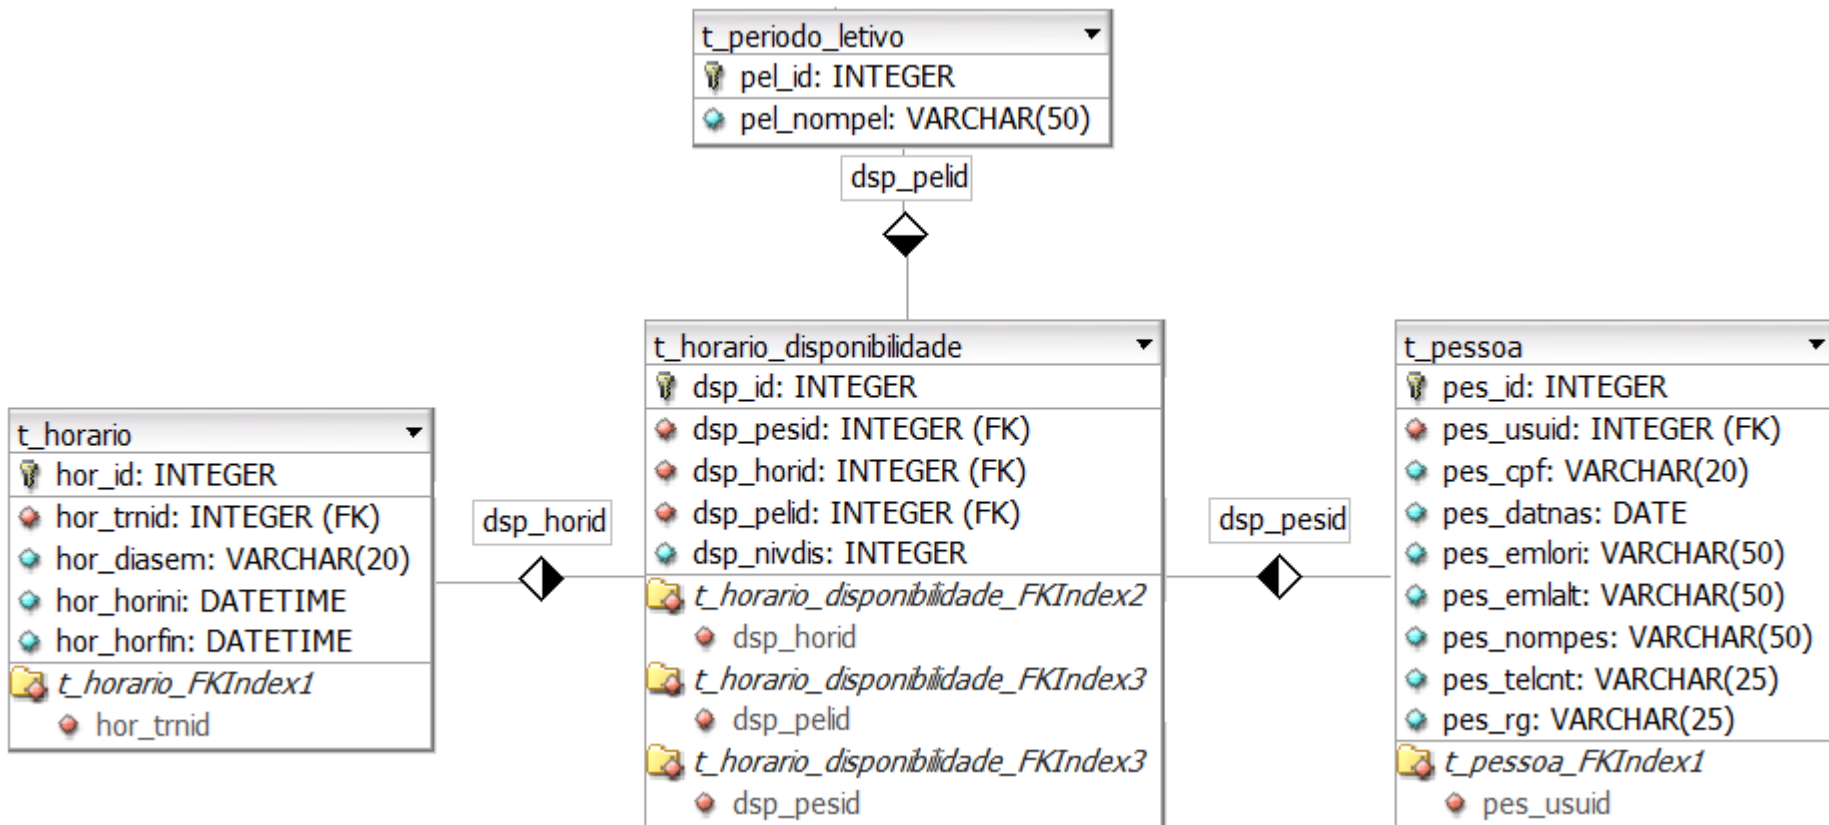 t_periodo_letivo
pel_id: INTEGER
pel_nompel: VARCHAR(50)
dsp_pelid
t_horario
hor_id: INTEGER
hor_trnid: INTEGER (FK)
hor_diasem: VARCHAR(20)
hor_horini: DATETIME
hor_horfin: DATETIME
t_horario_FKIndex1
hor_trnid
dsp_horid
t_horario_disponibilidade
dsp_id: INTEGER
dsp_pesid: INTEGER (FK)
dsp_horid: INTEGER (FK)
dsp_pelid: INTEGER (FK)
dsp_nivdis: INTEGER
t_horario_disponibilidade_FKIndex2
dsp_horid
t_horario_disponibilidade_FKIndex3
dsp_pelid
t_horario_disponibilidade_FKIndex3
dsp_pesid
dsp_pesid
t_pessoa
pes_id: INTEGER
pes_usuid: INTEGER (FK)
pes_cpf: VARCHAR(20)
pes_datnas: DATE
pes_emlori: VARCHAR(50)
pes_emlalt: VARCHAR(50)
pes_nompes: VARCHAR(50)
pes_telcnt: VARCHAR(25)
pes_rg: VARCHAR(25)
t_pessoa_FKIndex1
pes_usuid